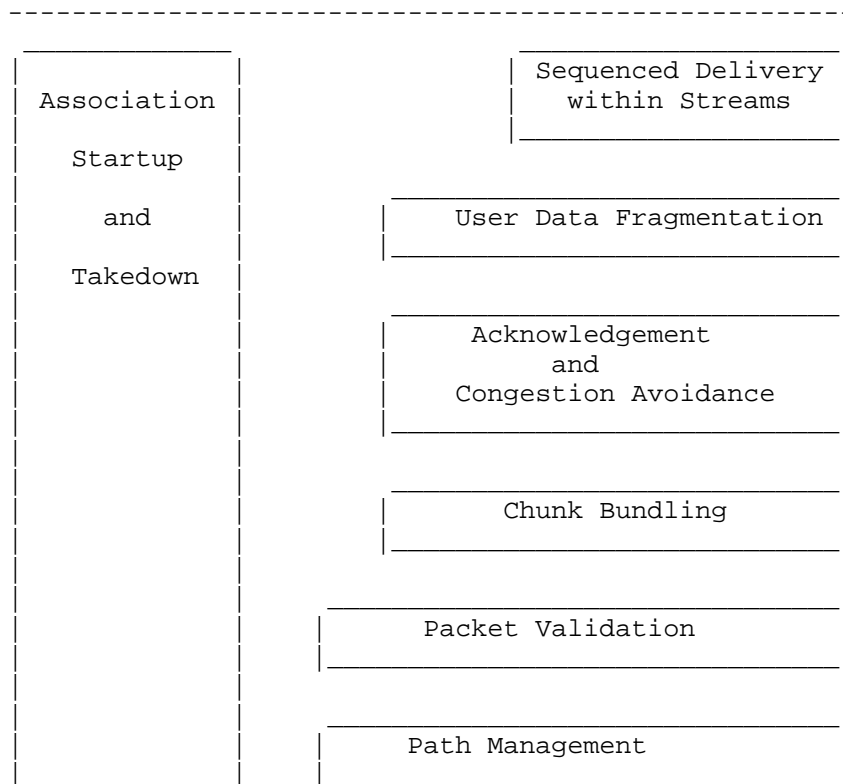 Sequenced Delivery
Association within Streams
Startup
and User Data Fragmentation
Takedown
Acknowledgement
and
Congestion Avoidance
Chunk Bundling
Packet Validation
Path Management